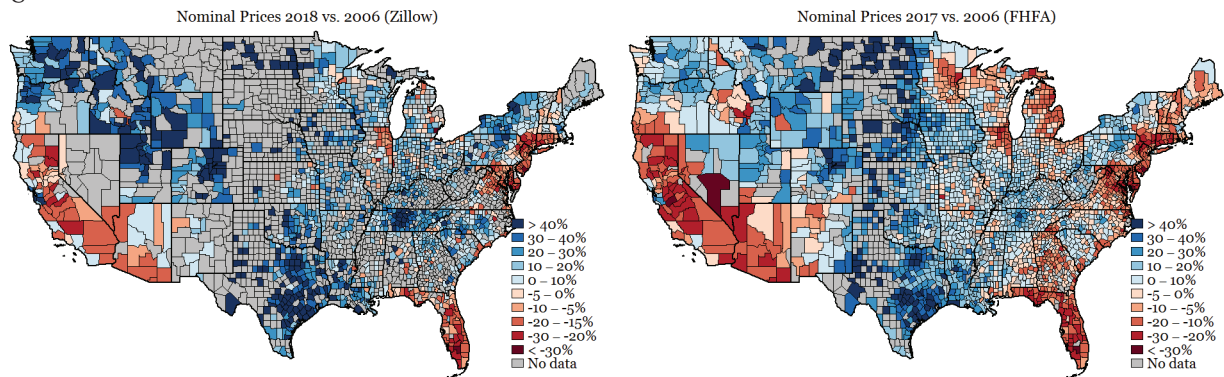 Nominal Prices 2018 vs. 2006 (Zillow)
> 40%
30 – 40%
20 – 30%
10 – 20%
0 – 10%
-5 – 0%
-10 – -5%
-20 – -15%
-30 – -20%
< -30%
No data
Nominal Prices 2017 vs. 2006 (FHFA)
> 40%
30 – 40%
20 – 30%
10 – 20%
0 – 10%
-5 – 0%
-10 – -5%
-20 – -10%
-30 – -20%
< -30%
No data